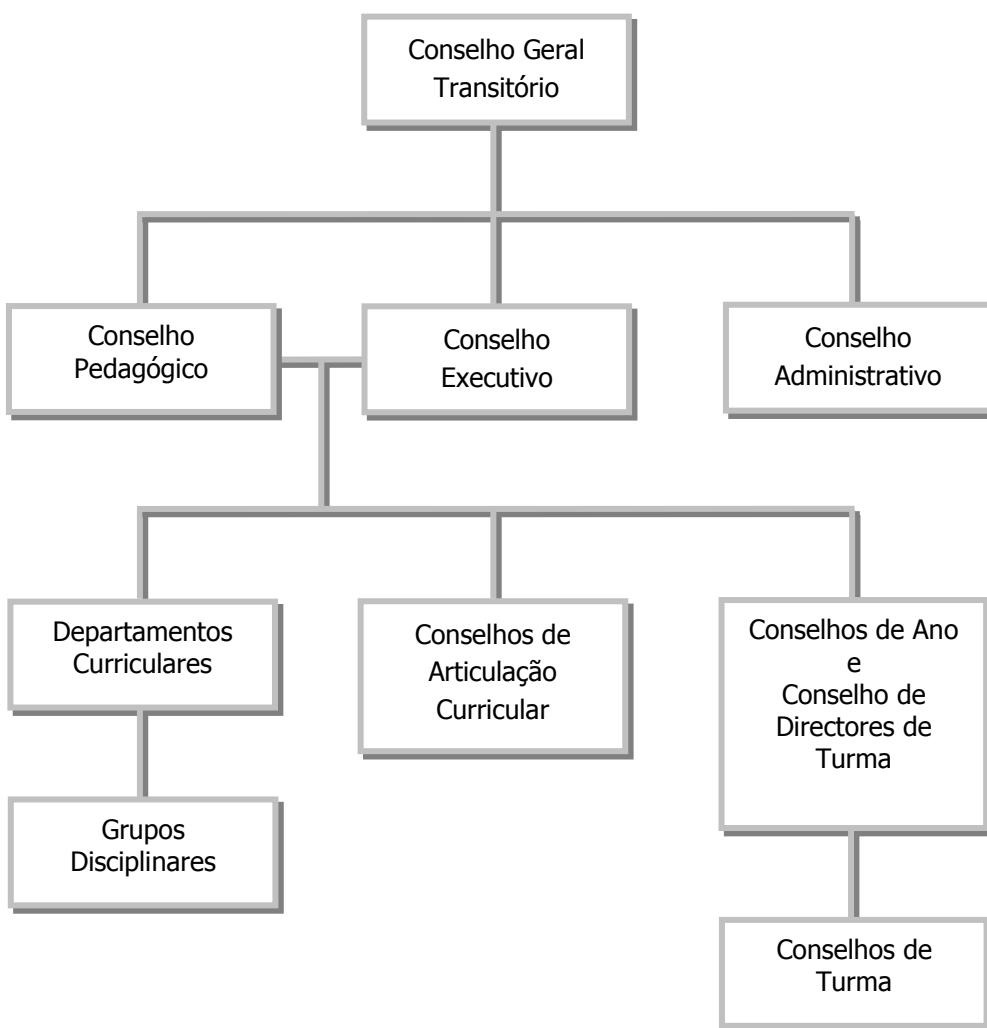 Conselho Geral
Transitório
Conselho
Pedagógico
Conselho
Executivo
Conselho
Administrativo
Departamentos
Curriculares
Conselhos de
Articulação
Curricular
Conselhos de Ano
e
Conselho de
Directores de
Turma
Grupos
Disciplinares
Conselhos de
Turma